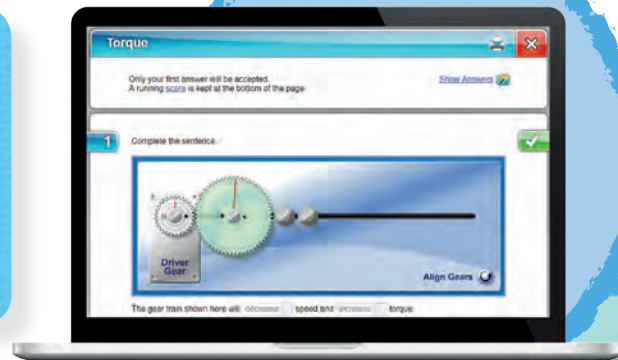 Torque
Only your first answer will be accepted.
A running score is kept at the bottom of the page
Show Answers
1
Complete the sentence.
Driver
Gear
Align Gears
The gear train shown here will decrease speed and increase torque